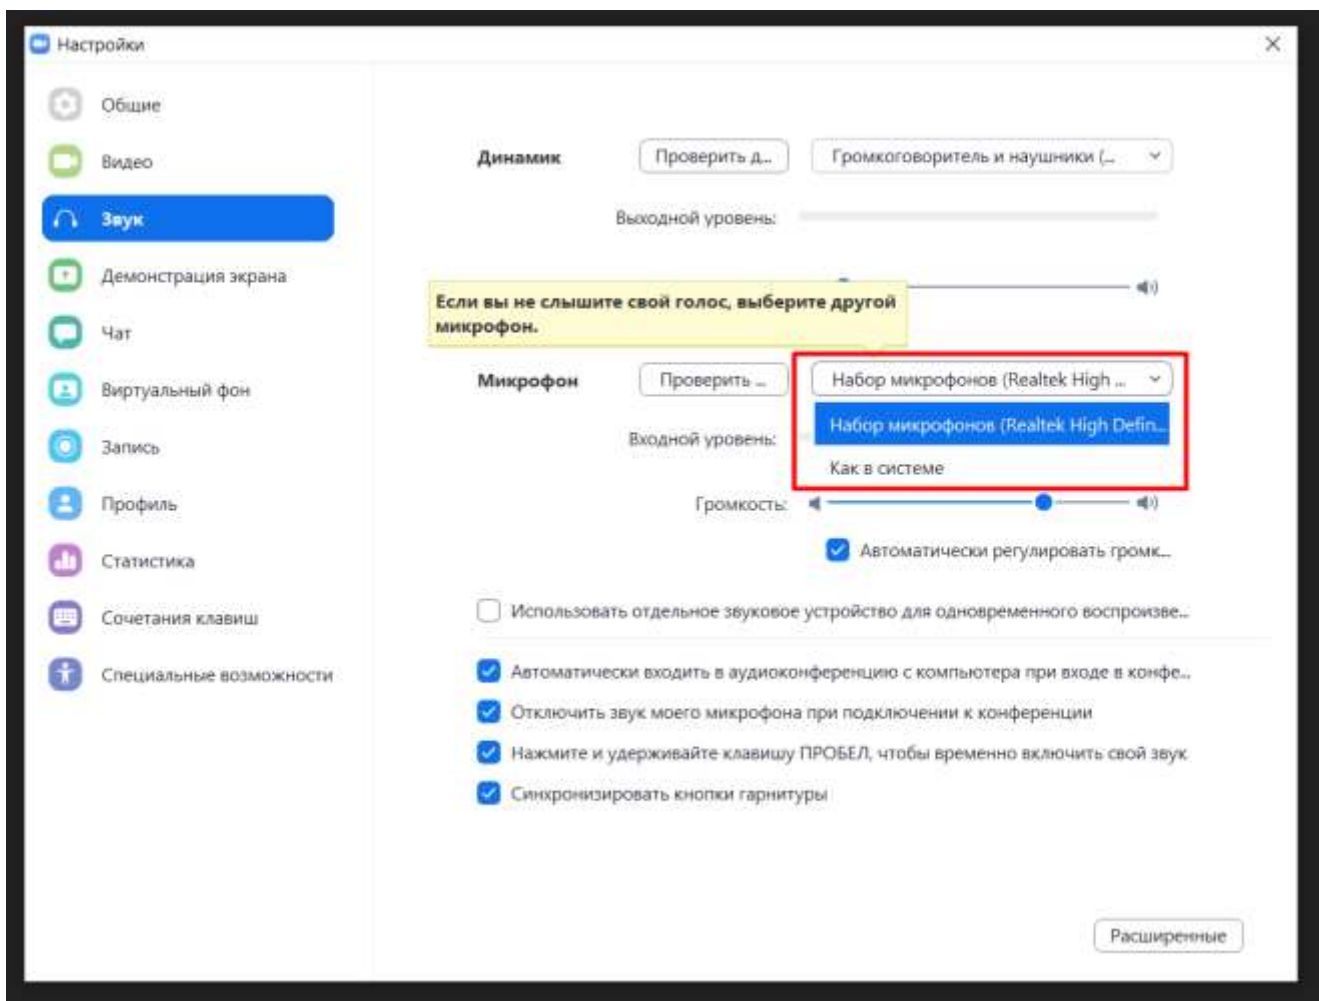 Настройки
Общие
Видео
Звук
Демонстрация экрана
Чат
Виртуальный фон
Запись
Профиль
Статистика
Сочетания клавиш
Специальные возможности
Динамик
Проверить д...
Громкоговоритель и наушники (...
Выходной уровень:
Если вы не слышите свой голос, выберите другой
микрофон.
Микрофон
Проверить ...
Набор микрофонов (Realtek High ...
Набор микрофонов (Realtek High Defin...
Как в системе
Входной уровень:
Громкость:
Автоматически регулировать громк...
Использовать отдельное звуковое устройство для одновременного воспроизве...
Автоматически входить в аудиоконференцию с компьютера при входе в конфе...
Отключить звук моего микрофона при подключении к конференции
Нажмите и удерживайте клавишу ПРОБЕЛ, чтобы временно включить свой звук
Синхронизировать кнопки гарнитуры
Расширенные